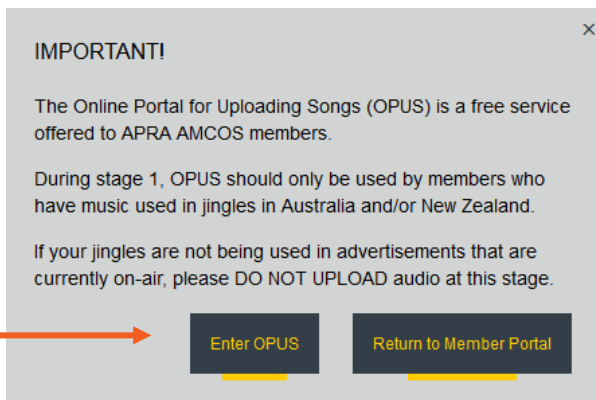 ×
IMPORTANT!
The Online Portal for Uploading Songs (OPUS) is a free service
offered to APRA AMCOS members.
During stage 1, OPUS should only be used by members who
have music used in jingles in Australia and/or New Zealand.
If your jingles are not being used in advertisements that are
currently on-air, please DO NOT UPLOAD audio at this stage.
Enter OPUS
Return to Member Portal